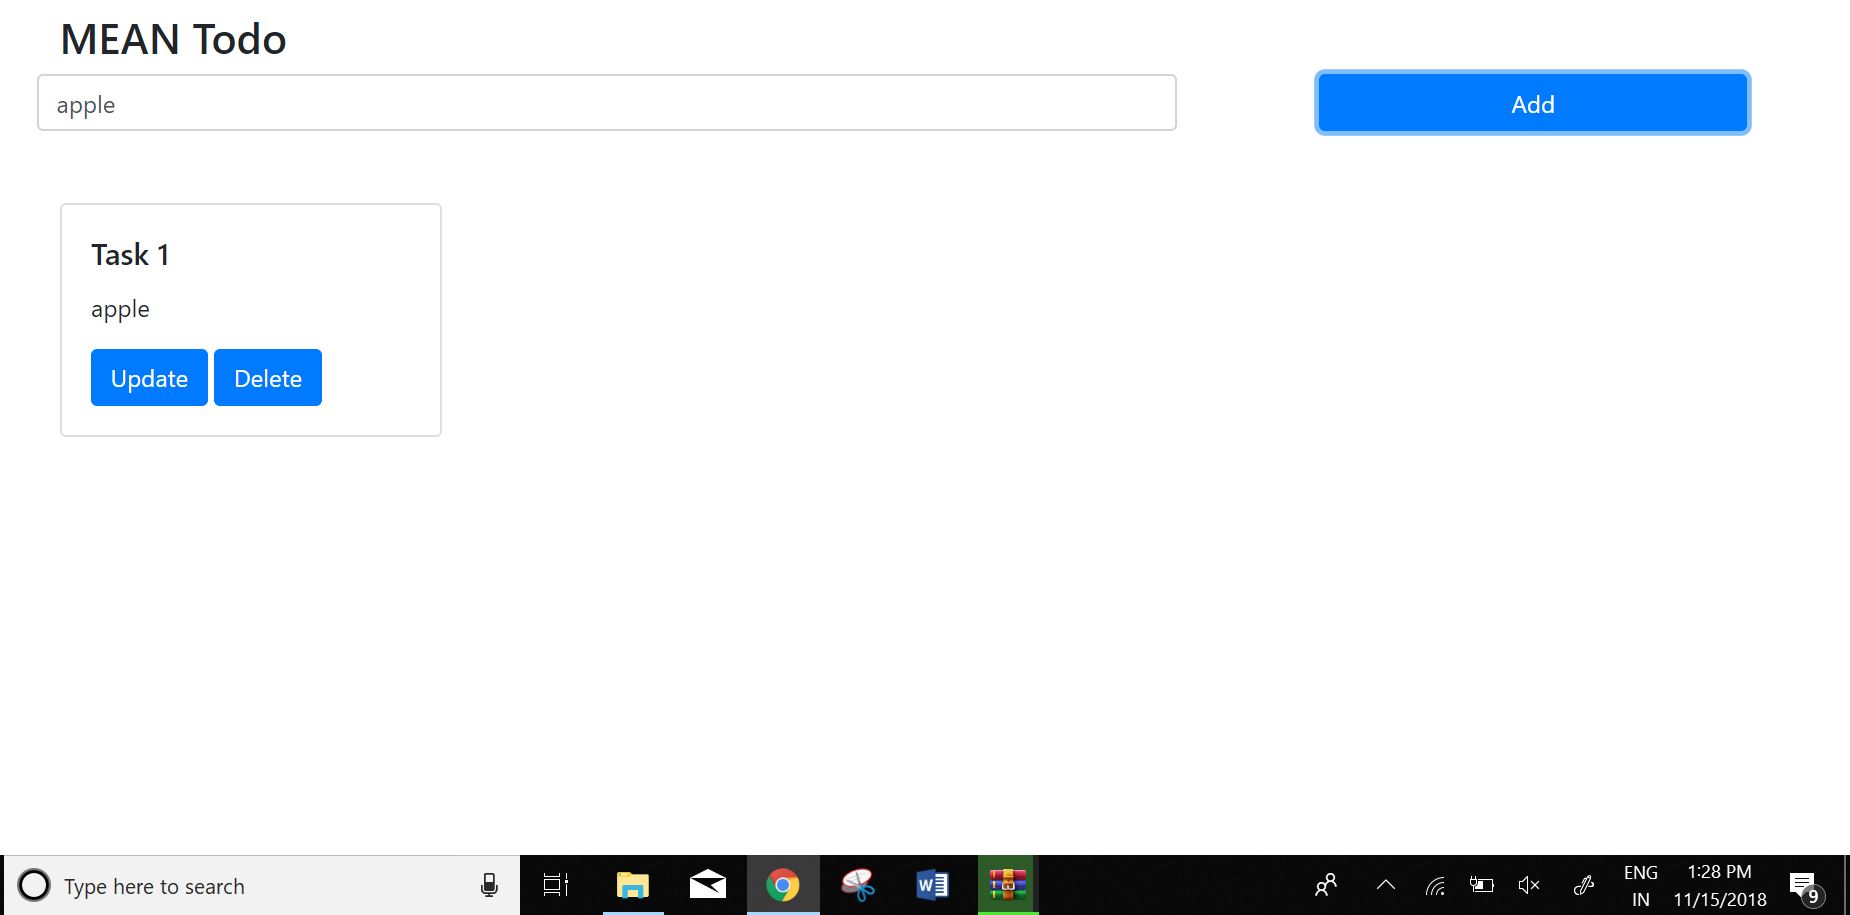 MEAN Todo
apple
Add
Task 1
apple
Update Delete
Type here to search
ENG
IN
1:28 PM
11/15/2018
9